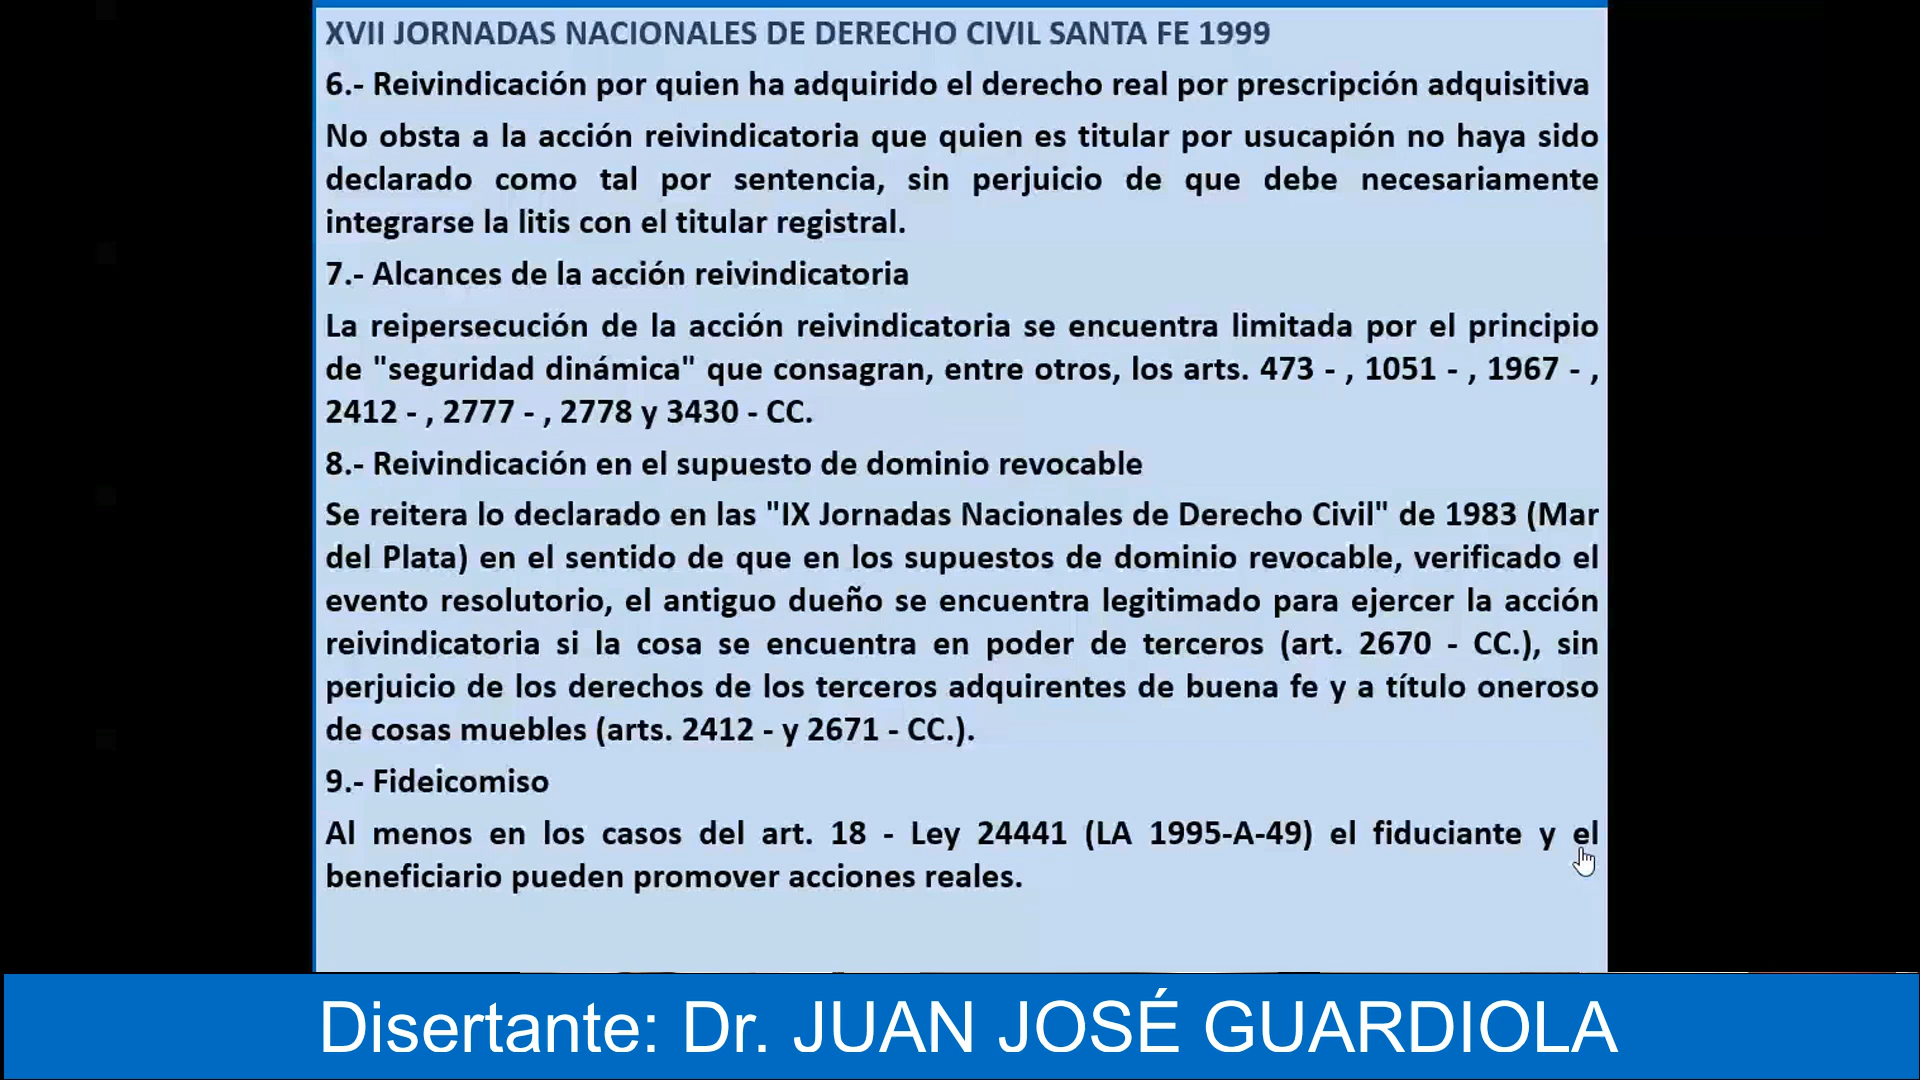 XVII JORNADAS NACIONALES DE DERECHO CIVIL SANTA FE 1999
6.- Reivindicación por quien ha adquirido el derecho real por prescripción adquisitiva
No obsta a la acción reivindicatoria que quien es titular por usucapión no haya sido
declarado como tal por sentencia, sin perjuicio de que debe necesariamente
integrarse la litis con el titular registral.
7.- Alcances de la acción reivindicatoria
La reipersecución de la acción reivindicatoria se encuentra limitada por el principio
de "seguridad dinámica" que consagran, entre otros, los arts. 473 - , 1051 - , 1967 - ,
2412 - , 2777 - , 2778 y 3430 - CC.
8.- Reivindicación en el supuesto de dominio revocable
Se reitera lo declarado en las "IX Jornadas Nacionales de Derecho Civil" de 1983 (Mar
del Plata) en el sentido de que en los supuestos de dominio revocable, verificado el
evento resolutorio, el antiguo dueño se encuentra legitimado para ejercer la acción
reivindicatoria si la cosa se encuentra en poder de terceros (art. 2670 - CC.), sin
perjuicio de los derechos de los terceros adquirentes de buena fe y a título oneroso
de cosas muebles (arts. 2412 - y 2671 - CC.).
9.- Fideicomiso
Al menos en los casos del art. 18 - Ley 24441 (LA 1995-A-49) el fiduciante y el
beneficiario pueden promover acciones reales.
Disertante: Dr. JUAN JOSÉ GUARDIOLA